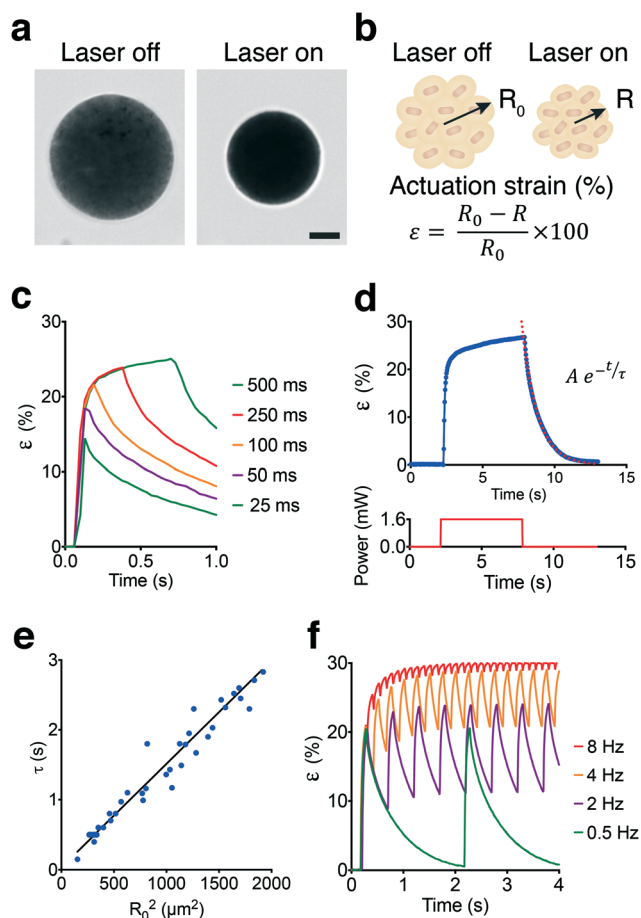 a
Laser off
Laser on
b
Laser off
Laser on
R0
R
Actuation strain (%)
ε = (R0 − R) / R0 ×100
c
30
20
10
0
ε (%)
0.0
0.5
1.0
Time (s)
500 ms
250 ms
100 ms
50 ms
25 ms
d
30
20
10
0
ε (%)
A e^−t/τ
0
5
10
15
Time (s)
1.6
0.0
Power (mW)
0
5
10
15
Time (s)
e
3
2
1
0
τ (s)
0
500
1000
1500
2000
R0² (μm²)
f
30
20
10
0
ε (%)
0
1
2
3
4
Time (s)
8 Hz
4 Hz
2 Hz
0.5 Hz